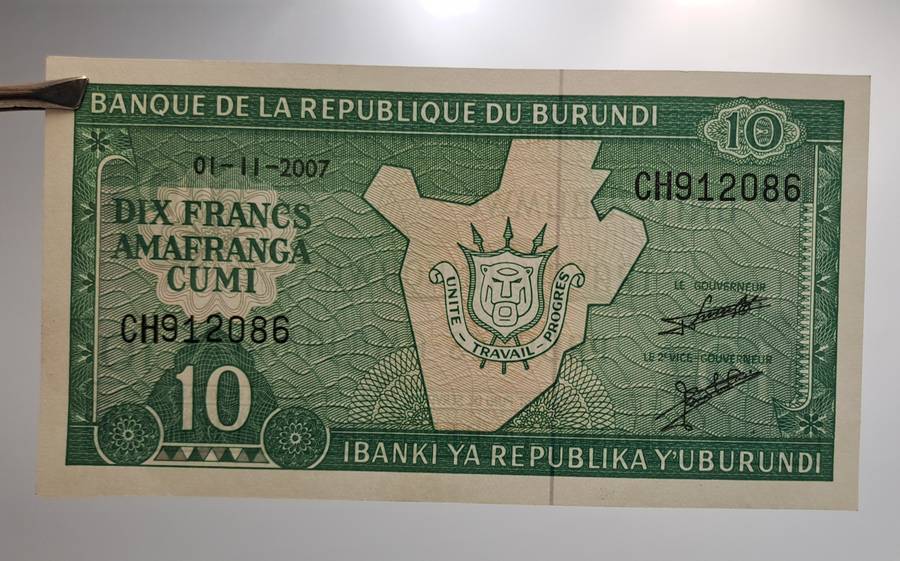 BANQUE DE LA REPUBLIQUE DU BURUNDI
10
01-11-2007
CH912086
DIX FRANCS
AMAFRANGA
CUMI
UNITE - TRAVAIL - PROGRES
LE GOUVERNEUR
CH912086
LE 2e VICE-GOUVERNEUR
10
IBANKI YA REPUBLIKA Y'UBURUNDI